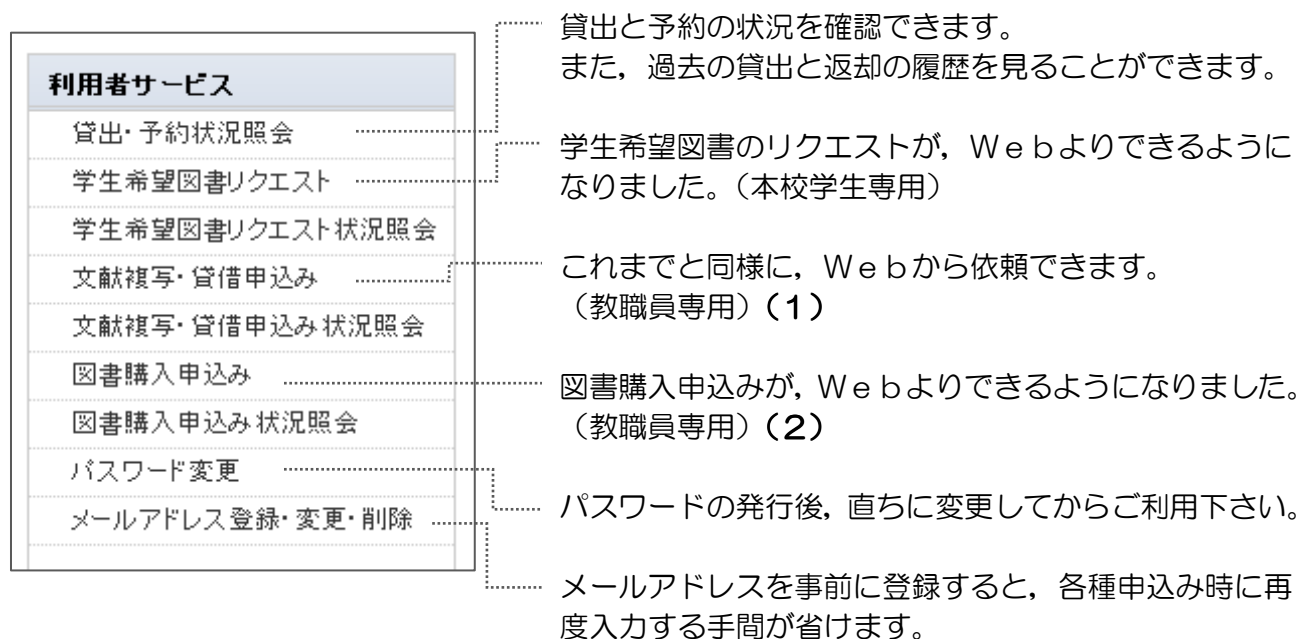 利用者サービス
貸出・予約状況照会
学生希望図書リクエスト
学生希望図書リクエスト状況照会
文献複写・貸借申込み
文献複写・貸借申込み状況照会
図書購入申込み
図書購入申込み状況照会
パスワード変更
メールアドレス登録・変更・削除
貸出と予約の状況を確認できます。
また，過去の貸出と返却の履歴を見ることができます。
学生希望図書のリクエストが，Ｗｅｂよりできるように
なりました。（本校学生専用）
これまでと同様に，Ｗｅｂから依頼できます。
（教職員専用）（１）
図書購入申込みが，Ｗｅｂよりできるようになりました。
（教職員専用）（２）
パスワードの発行後，直ちに変更してからご利用下さい。
メールアドレスを事前に登録すると，各種申込み時に再
度入力する手間が省けます。